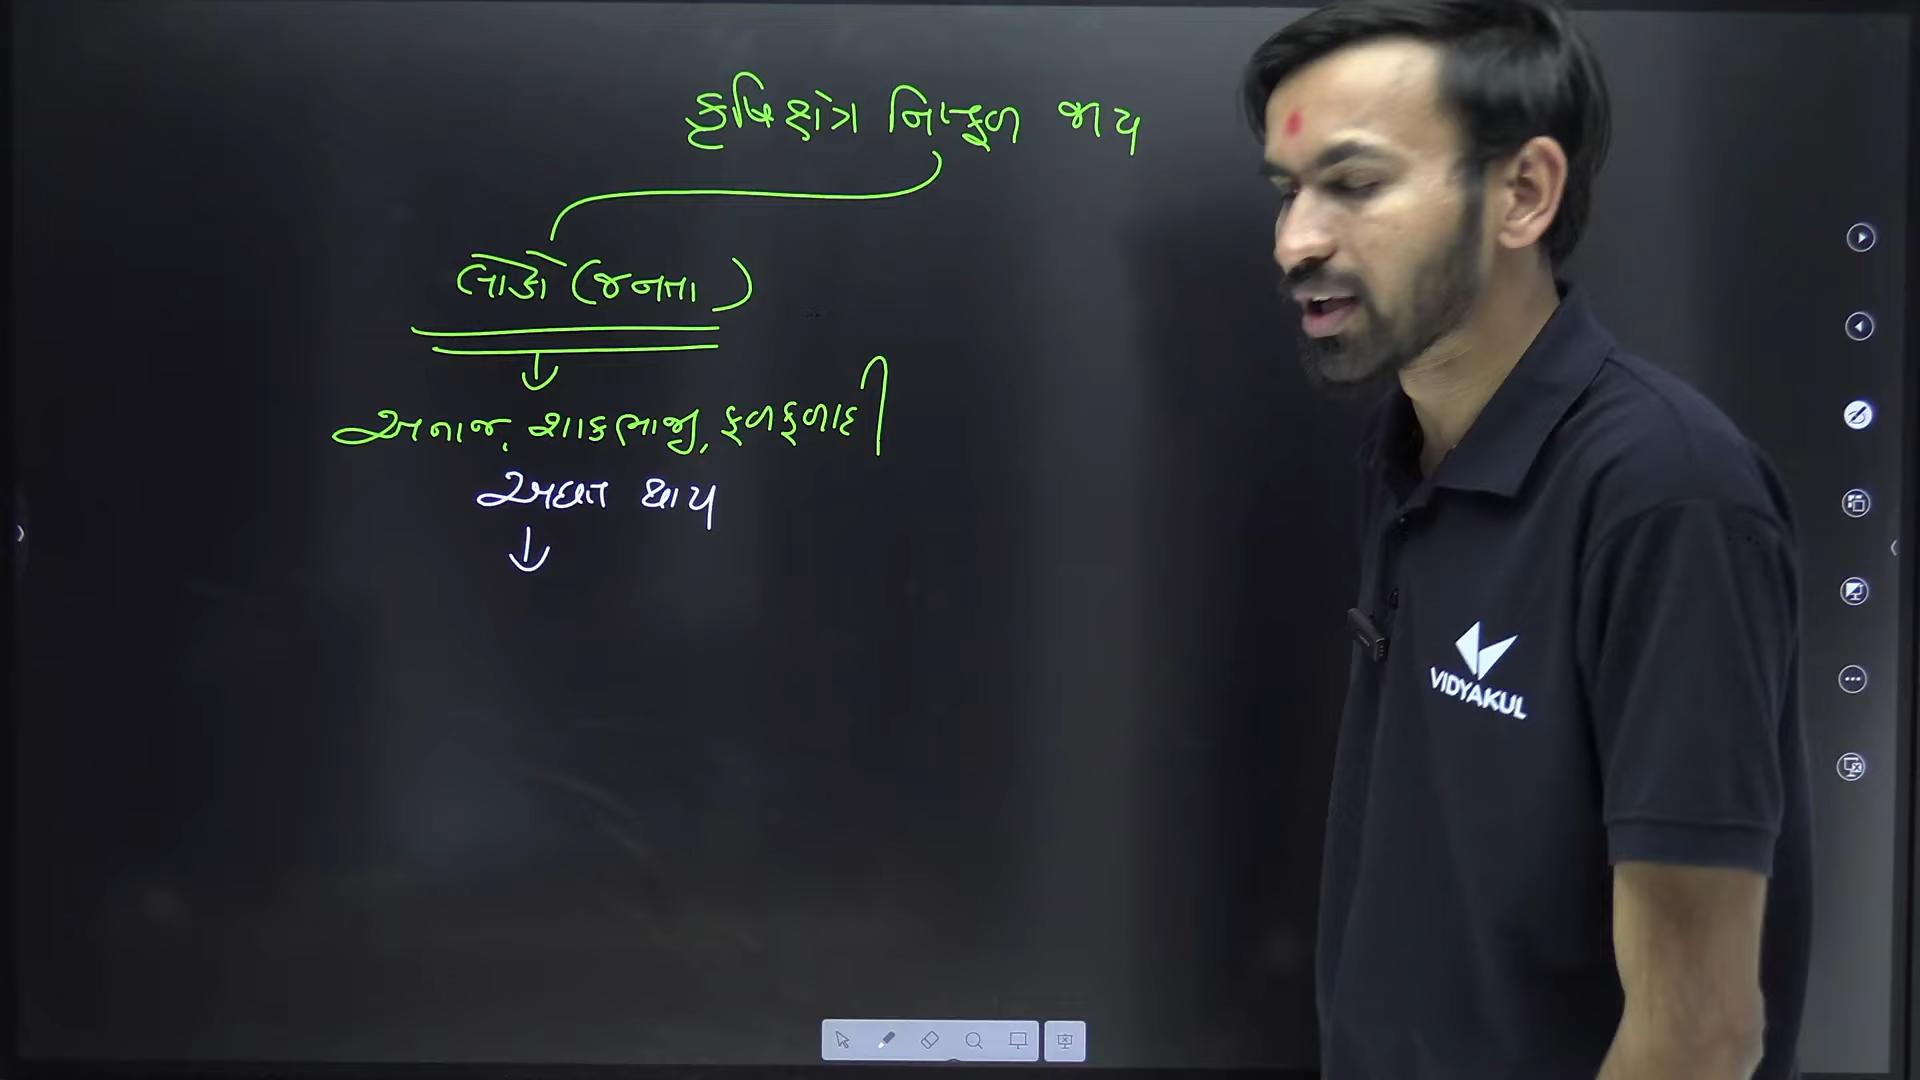 કૃષિક્ષેત્ર નિષ્ફળ જાય
લોકો (જનતા)
અનાજ, શાકભાજી, ફળફળાદી
અછત થાય
VIDYAKUL